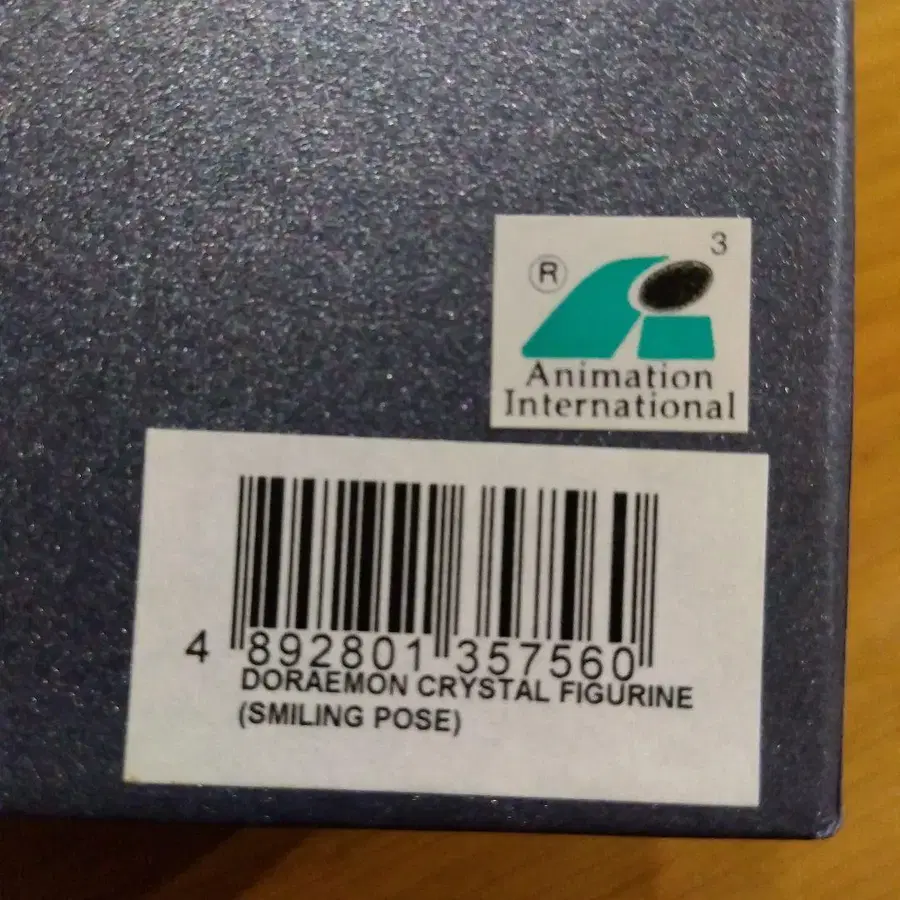 3
®
Animation
International
4 892801 357560
DORAEMON CRYSTAL FIGURINE
(SMILING POSE)